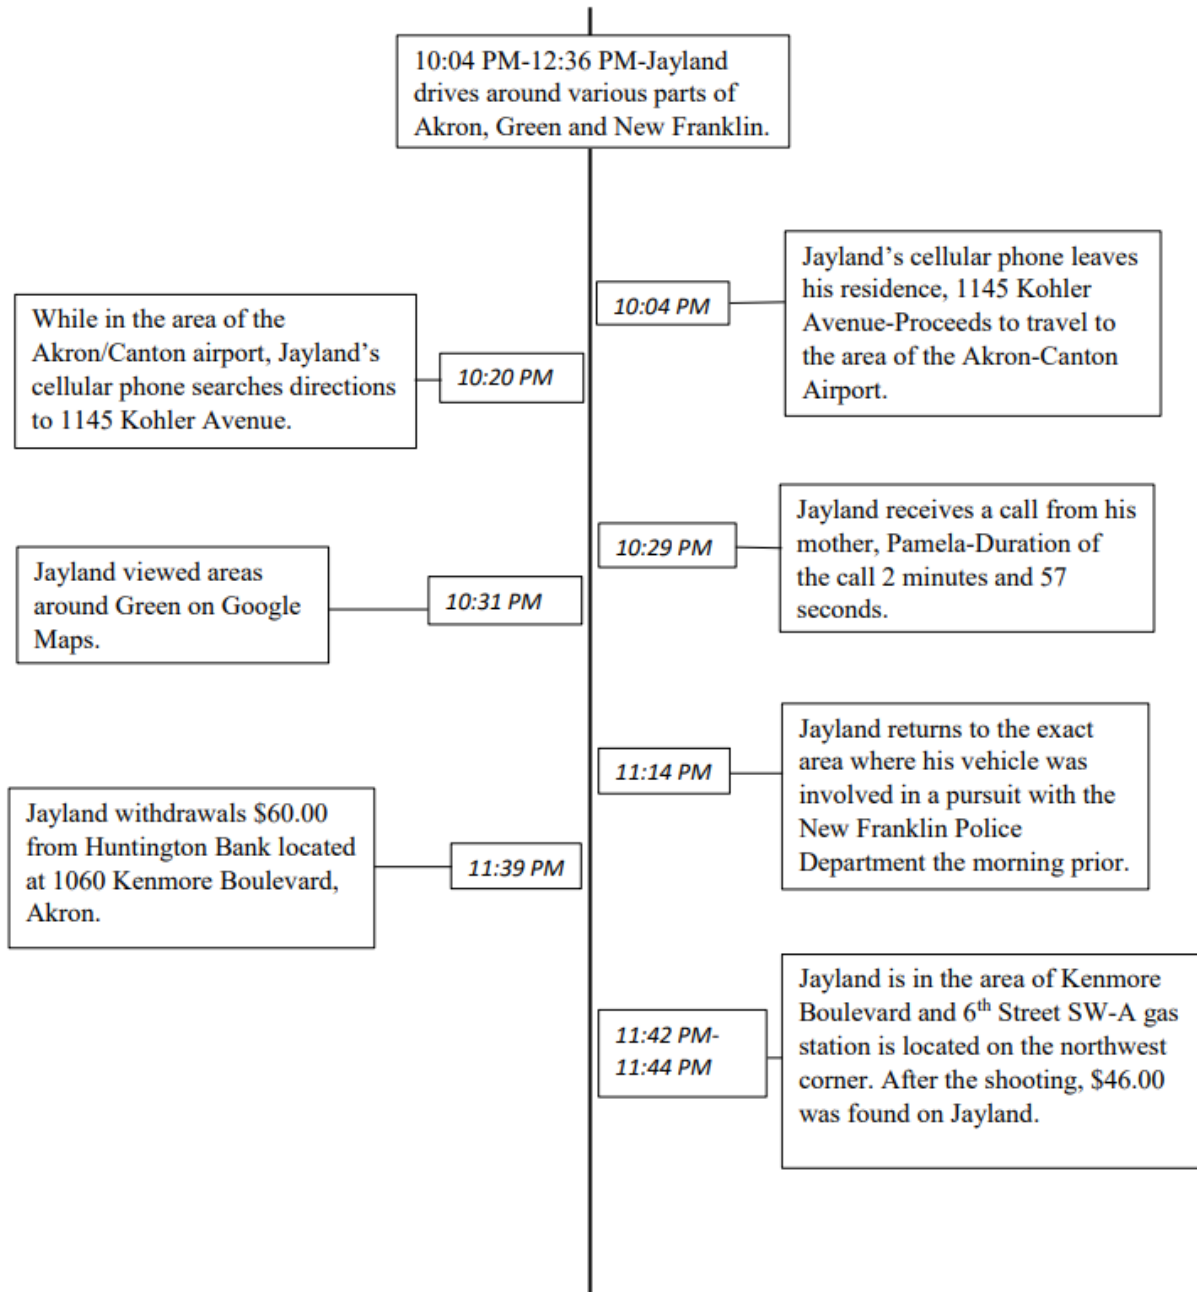 10:04 PM-12:36 PM-Jayland
drives around various parts of
Akron, Green and New Franklin.
10:04 PM
Jayland’s cellular phone leaves
his residence, 1145 Kohler
Avenue-Proceeds to travel to
the area of the Akron-Canton
Airport.
While in the area of the
Akron/Canton airport, Jayland’s
cellular phone searches directions
to 1145 Kohler Avenue.
10:20 PM
10:29 PM
Jayland receives a call from his
mother, Pamela-Duration of
the call 2 minutes and 57
seconds.
Jayland viewed areas
around Green on Google
Maps.
10:31 PM
11:14 PM
Jayland returns to the exact
area where his vehicle was
involved in a pursuit with the
New Franklin Police
Department the morning prior.
Jayland withdrawals $60.00
from Huntington Bank located
at 1060 Kenmore Boulevard,
Akron.
11:39 PM
11:42 PM-
11:44 PM
Jayland is in the area of Kenmore
Boulevard and 6th Street SW-A gas
station is located on the northwest
corner. After the shooting, $46.00
was found on Jayland.